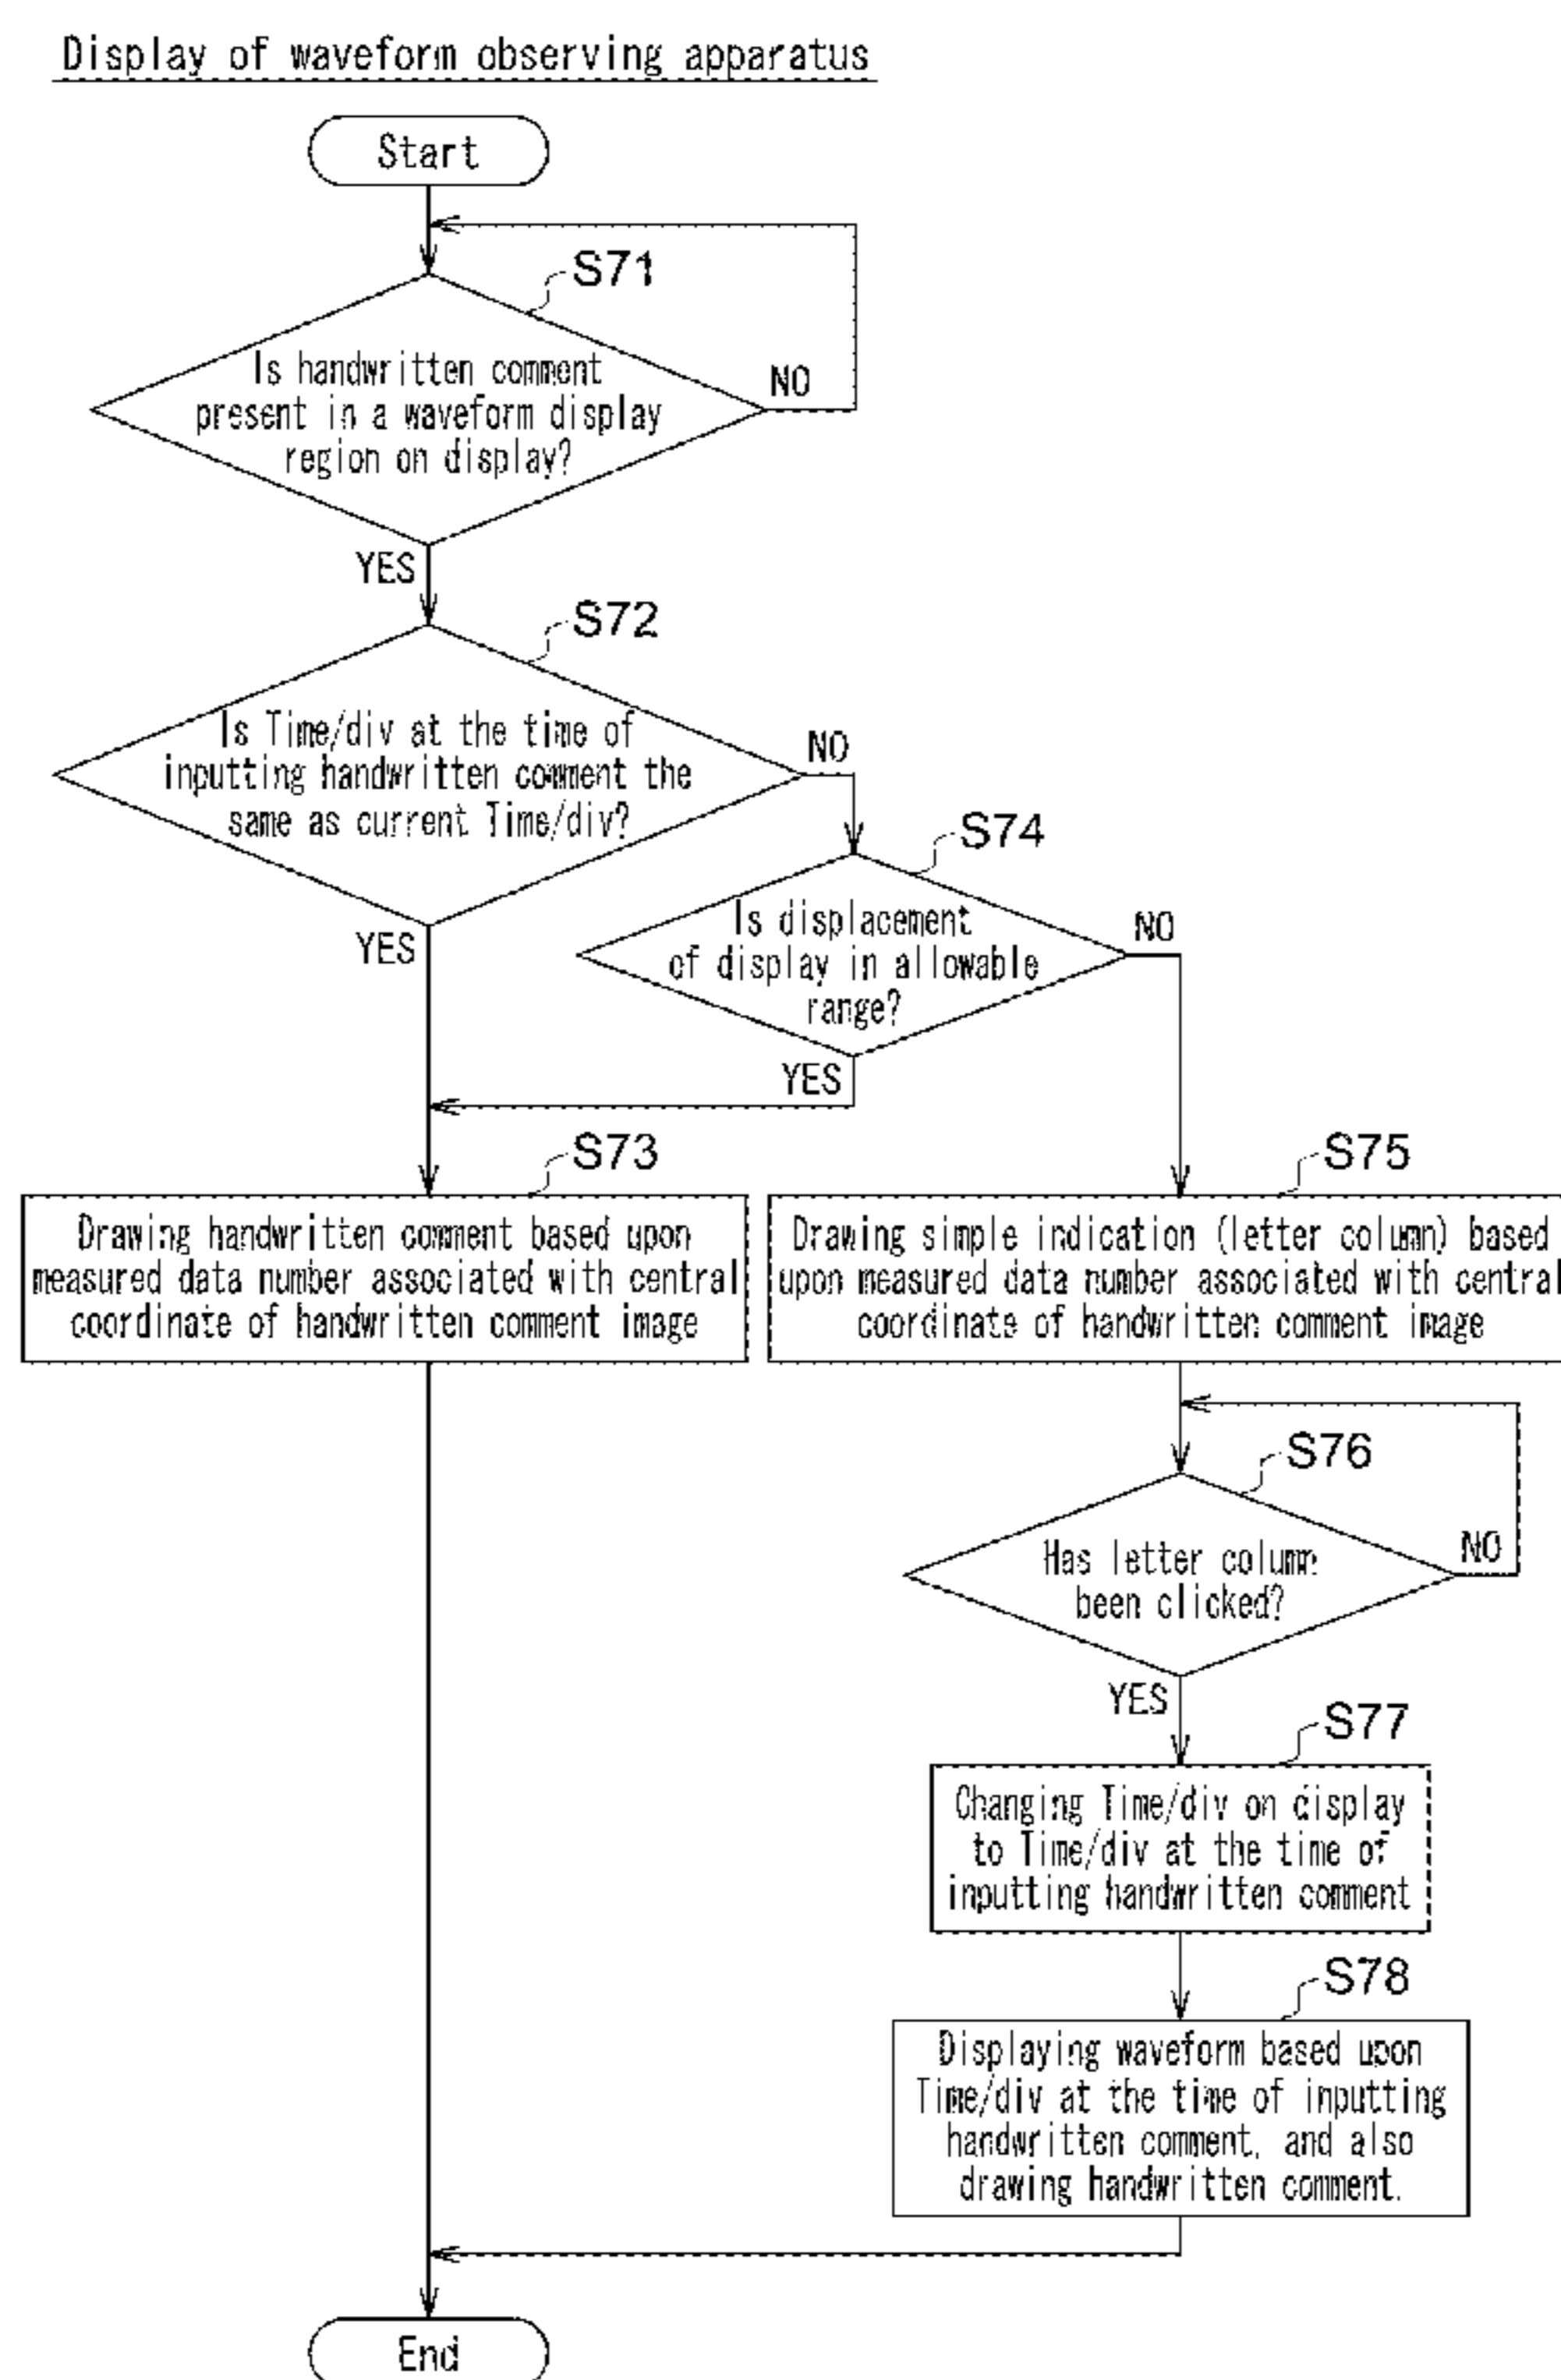 Display of waveform observing apparatus
Start
S71
Is handwritten comment
present in a waveform display
region on display?
NO
YES
S72
Is Time/div at the time of
inputting handwritten comment the
same as current Time/div?
NO
YES
S74
Is displacement
of display in allowable
range?
NO
YES
S73
Drawing handwritten comment based upon
measured data number associated with central
coordinate of handwritten comment image
S75
Drawing simple indication (letter column) based
upon measured data number associated with central
coordinate of handwritten comment image
S76
Has letter column
been clicked?
NO
YES
S77
Changing Time/div on display
to Time/div at the time of
inputting handwritten comment
S78
Displaying waveform based upon
Time/div at the time of inputting
handwritten comment, and also
drawing handwritten comment.
End